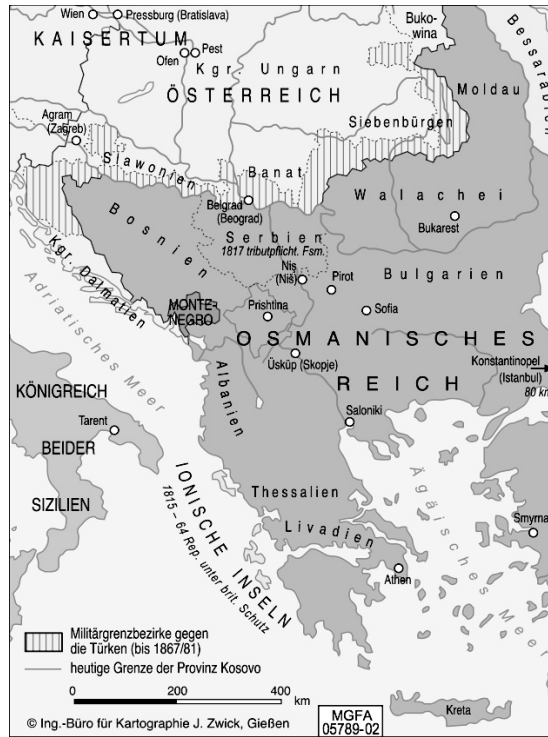 Wien
Pressburg (Bratislava)
KAISERTUM
Ofen
Pest
Buko-
wina
Bessarabien
Kgr. Ungarn
Moldau
ÖSTERREICH
Agram
(Zagreb)
Siebenbürgen
Slawonien
Banat
Walachei
Belgrad
(Beograd)
Bosnien
Serbien
1817 tributpflicht. Fsm.
Bukarest
Kgr. Dalmatien
Niş
(Niš)
Pirot
Bulgarien
Adriatisches Meer
MONTE-
NEGRO
Prishtina
Sofia
OSMANISCHES
Üsküp (Skopje)
Konstantinopel
(Istanbul)
80 km
REICH
Albanien
KÖNIGREICH
Tarent
Saloniki
BEIDER
SIZILIEN
IONISCHE INSELN
1815 – 64 Rep. unter brit. Schutz
Thessalien
Ägäisches Meer
Livadien
Smyrna
Athen
Militärgrenzbezirke gegen
die Türken (bis 1867/81)
heutige Grenze der Provinz Kosovo
0 200 400
km
© Ing.-Büro für Kartographie J. Zwick, Gießen
MGFA
05789-02
Kreta